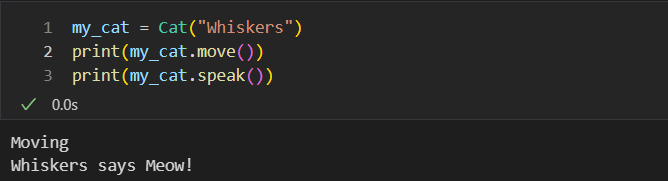 1 my_cat = Cat("Whiskers")
2 print(my_cat.move())
3 print(my_cat.speak())
✓ 0.0s
Moving
Whiskers says Meow!